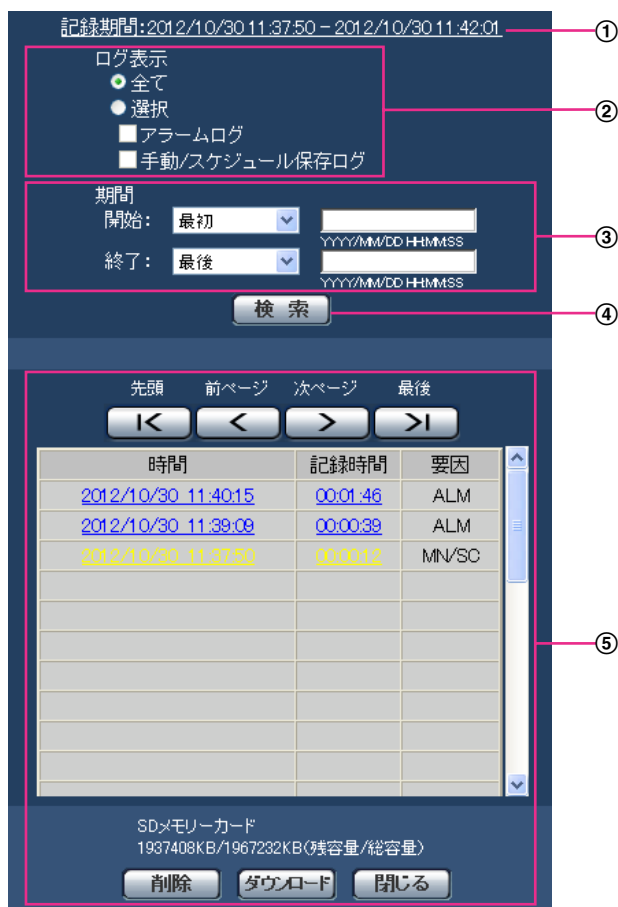 記録期間:2012/10/30 11:37:50 - 2012/10/30 11:42:01
①
ログ表示
全て
選択
アラームログ
手動/スケジュール保存ログ
②
期間
開始: 最初
YYYY/MM/DD HH:MM:SS
終了: 最後
YYYY/MM/DD HH:MM:SS
③
検索
④
先頭 前ページ 次ページ 最後
時間 記録時間 要因
2012/10/30 11:40:15 00:01:46 ALM
2012/10/30 11:39:09 00:00:39 ALM
2012/10/30 11:37:50 00:00:12 MN/SC
⑤
SDメモリーカード
1937408KB/1967232KB(残容量/総容量)
削除 ダウンロード 閉じる